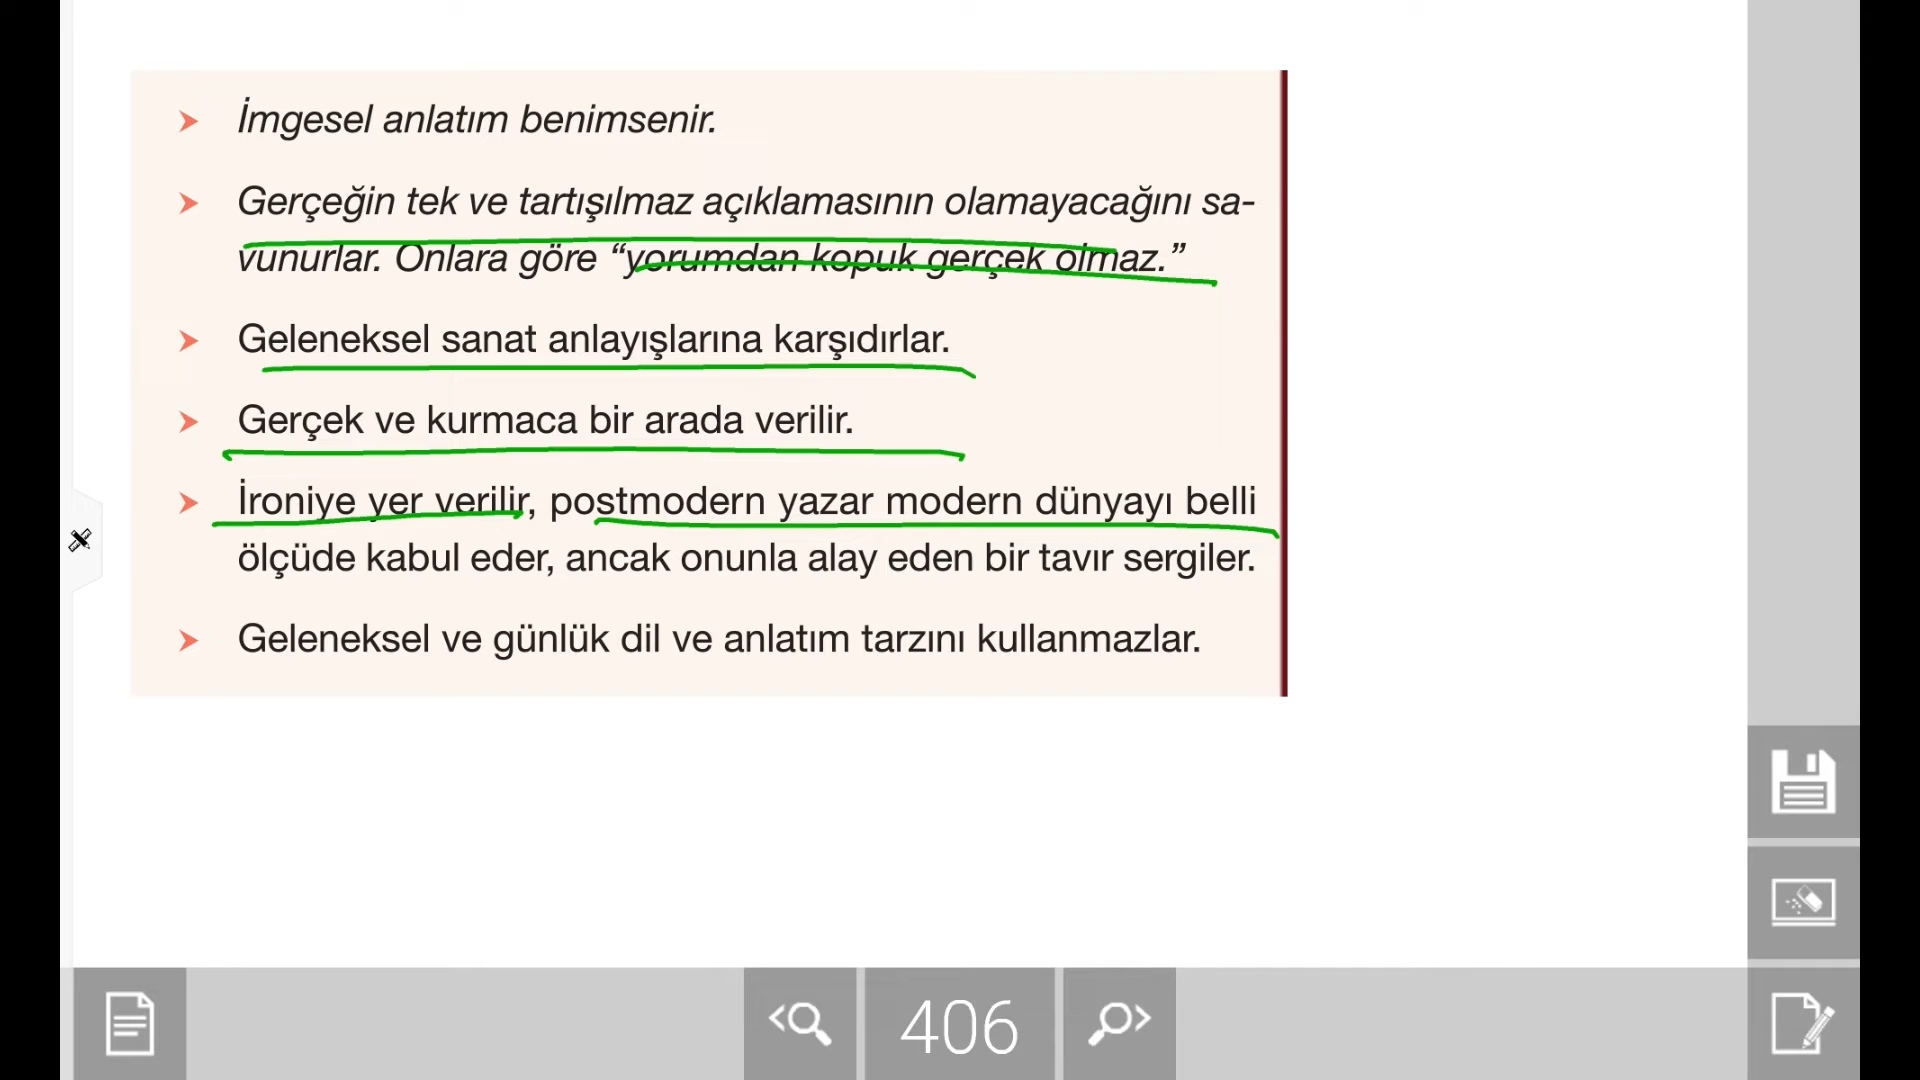 İmgesel anlatım benimsenir.
Gerçeğin tek ve tartışılmaz açıklamasının olamayacağını sa-
vunurlar. Onlara göre “yorumdan kopuk gerçek olmaz.”
Geleneksel sanat anlayışlarına karşıdırlar.
Gerçek ve kurmaca bir arada verilir.
İroniye yer verilir, postmodern yazar modern dünyayı belli
ölçüde kabul eder, ancak onunla alay eden bir tavır sergiler.
Geleneksel ve günlük dil ve anlatım tarzını kullanmazlar.
406